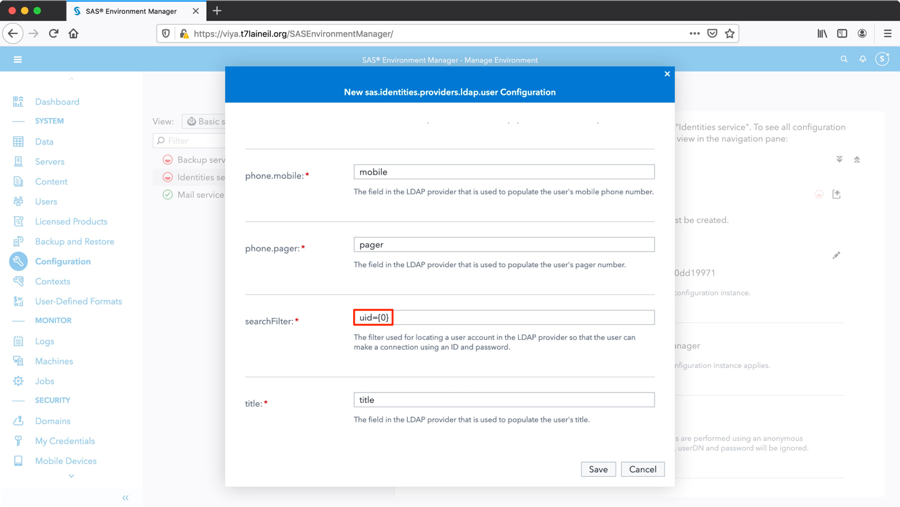 SAS® Environment Manager
https://viya.t7laineil.org/SASEnvironmentManager/
SAS® Environment Manager - Manage Environment
S
Dashboard
SYSTEM
Data
Servers
Content
Users
Licensed Products
Backup and Restore
Configuration
Contexts
User-Defined Formats
MONITOR
Logs
Machines
Jobs
SECURITY
Domains
My Credentials
Mobile Devices
View:
Basic s
Filter
Backup serv
Identities se
Mail service
New sas.identities.providers.ldap.user Configuration
phone.mobile:*
mobile
The field in the LDAP provider that is used to populate the user's mobile phone number.
phone.pager:*
pager
The field in the LDAP provider that is used to populate the user's pager number.
searchFilter:*
uid={0}
The filter used for locating a user account in the LDAP provider so that the user can
make a connection using an ID and password.
title:*
title
The field in the LDAP provider that is used to populate the user's title.
Save
Cancel
"Identities service". To see all configuration
view in the navigation pane:
st be created.
0dd19971
configuration instance.
anager
nfiguration instance applies.
s are performed using an anonymous
, userDN and password will be ignored.